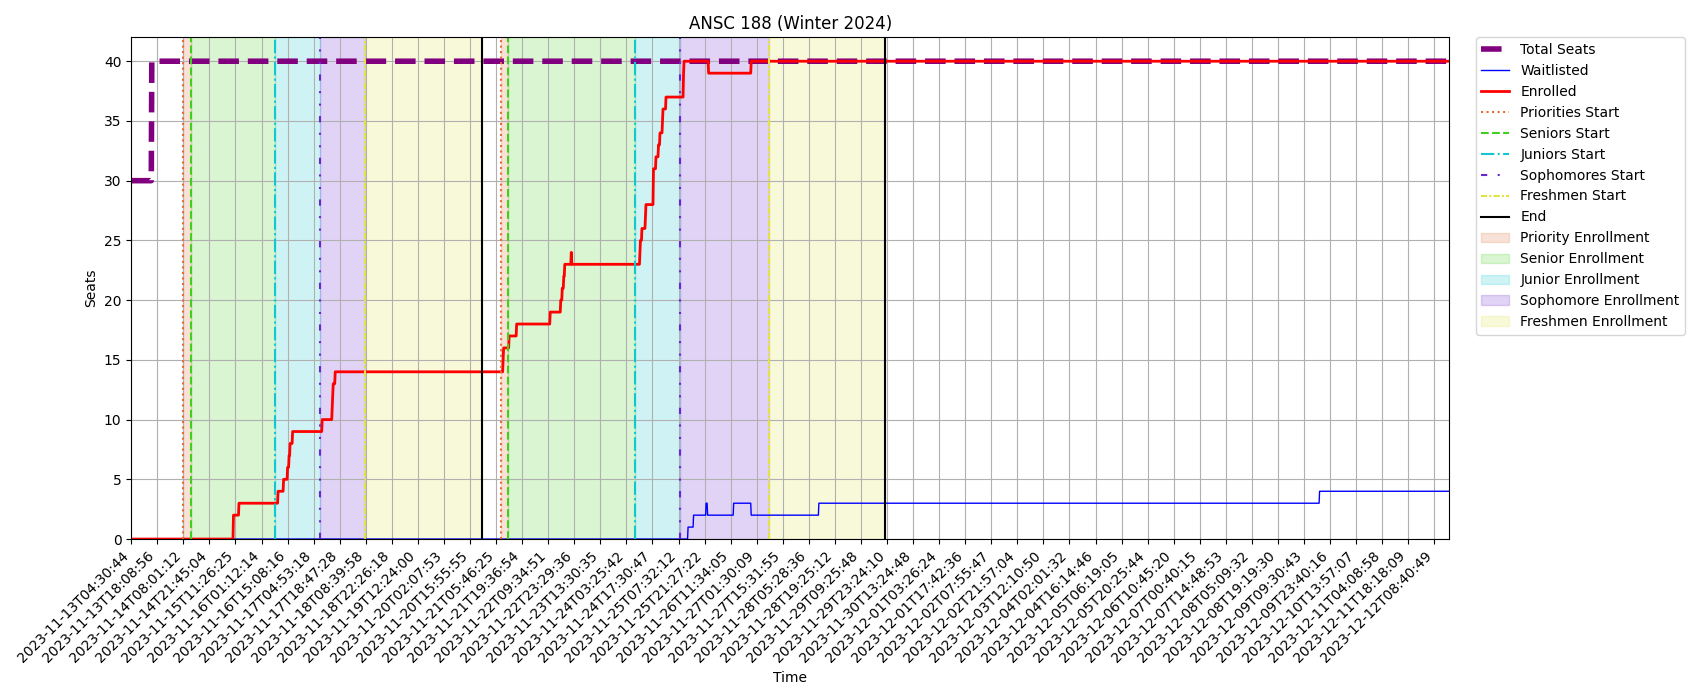 ANSC 188 (Winter 2024)
Seats
40
35
30
25
20
15
10
5
0
2023-11-13T04:30:44
2023-11-13T18:08:56
2023-11-14T08:01:12
2023-11-14T21:45:04
2023-11-15T11:26:25
2023-11-16T01:12:14
2023-11-16T15:08:16
2023-11-17T04:53:18
2023-11-17T18:47:28
2023-11-18T08:39:58
2023-11-18T22:26:18
2023-11-19T12:24:00
2023-11-20T02:07:53
2023-11-20T15:55:55
2023-11-21T05:46:25
2023-11-21T19:36:54
2023-11-22T09:34:51
2023-11-22T23:29:36
2023-11-23T13:30:35
2023-11-24T03:25:42
2023-11-24T17:30:47
2023-11-25T07:32:12
2023-11-25T21:27:22
2023-11-26T11:34:05
2023-11-27T01:30:09
2023-11-27T15:31:55
2023-11-28T05:28:36
2023-11-28T19:25:12
2023-11-29T09:25:48
2023-11-29T23:24:10
2023-11-30T13:24:48
2023-12-01T03:26:24
2023-12-01T17:42:36
2023-12-02T07:55:47
2023-12-02T21:57:04
2023-12-03T12:10:50
2023-12-04T02:01:32
2023-12-04T16:14:46
2023-12-05T06:19:05
2023-12-05T20:25:44
2023-12-06T10:45:20
2023-12-07T00:40:15
2023-12-07T14:48:53
2023-12-08T05:09:32
2023-12-08T19:19:30
2023-12-09T09:30:43
2023-12-09T23:40:16
2023-12-10T13:57:07
2023-12-11T04:08:58
2023-12-11T18:18:09
2023-12-12T08:40:49
Time
Total Seats
Waitlisted
Enrolled
Priorities Start
Seniors Start
Juniors Start
Sophomores Start
Freshmen Start
End
Priority Enrollment
Senior Enrollment
Junior Enrollment
Sophomore Enrollment
Freshmen Enrollment